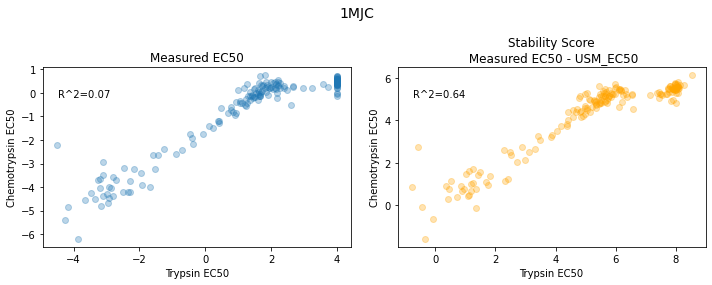 1MJC
Measured EC50
R^2=0.07
Chemotrypsin EC50
1
0
−1
−2
−3
−4
−5
−6
−4
−2
0
2
4
Trypsin EC50
Stability Score
Measured EC50 - USM_EC50
R^2=0.64
Chemotrypsin EC50
6
4
2
0
0
2
4
6
8
Trypsin EC50